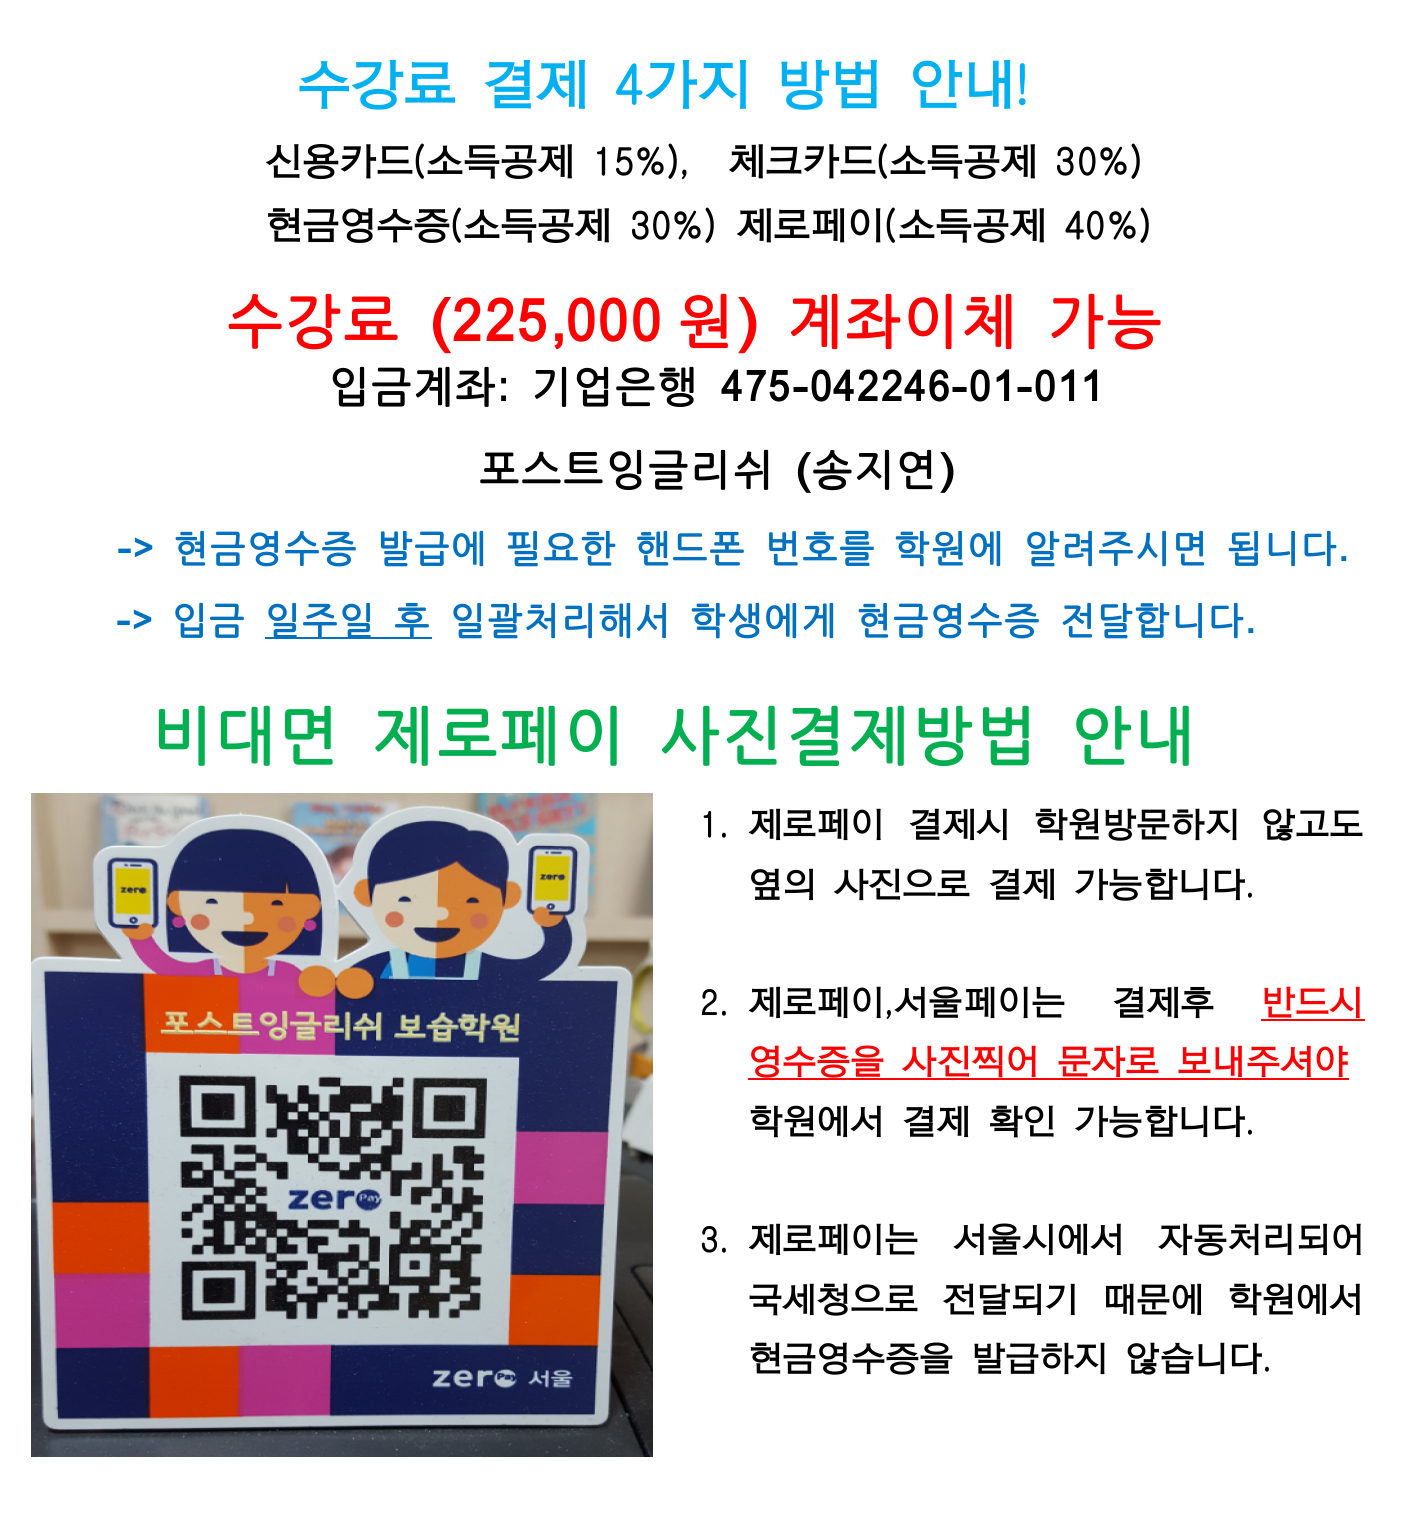 수강료 결제 4가지 방법 안내!
신용카드(소득공제 15%), 체크카드(소득공제 30%)
현금영수증(소득공제 30%) 제로페이(소득공제 40%)
수강료 (225,000 원) 계좌이체 가능
입금계좌: 기업은행 475-042246-01-011
포스트잉글리쉬 (송지연)
-> 현금영수증 발급에 필요한 핸드폰 번호를 학원에 알려주시면 됩니다.
-> 입금 일주일 후 일괄처리해서 학생에게 현금영수증 전달합니다.
비대면 제로페이 사진결제방법 안내
zero
zero
포스트잉글리쉬 보습학원
zero Pay
zero Pay 서울
1. 제로페이 결제시 학원방문하지 않고도
옆의 사진으로 결제 가능합니다.
2. 제로페이,서울페이는 결제후 반드시
영수증을 사진찍어 문자로 보내주셔야
학원에서 결제 확인 가능합니다.
3. 제로페이는 서울시에서 자동처리되어
국세청으로 전달되기 때문에 학원에서
현금영수증을 발급하지 않습니다.